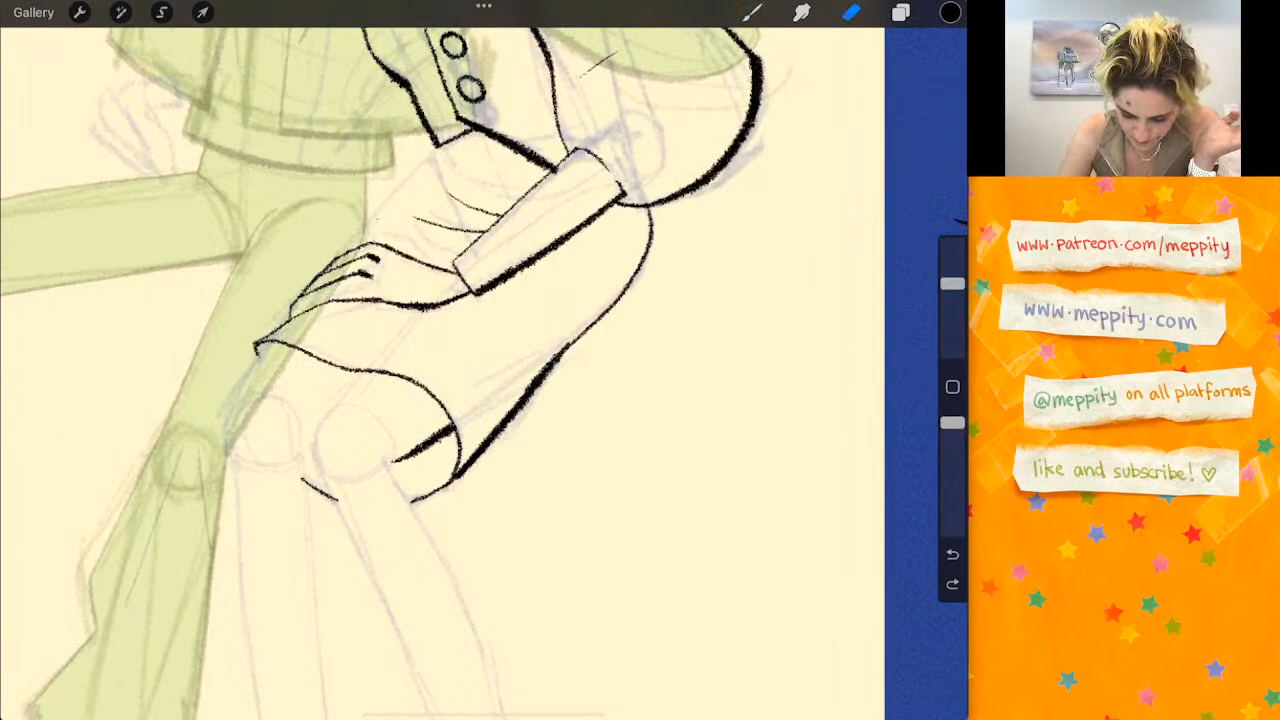 Gallery
www.patreon.com/meppity
www.meppity.com
@meppity on all platforms
like and subscribe! ♡